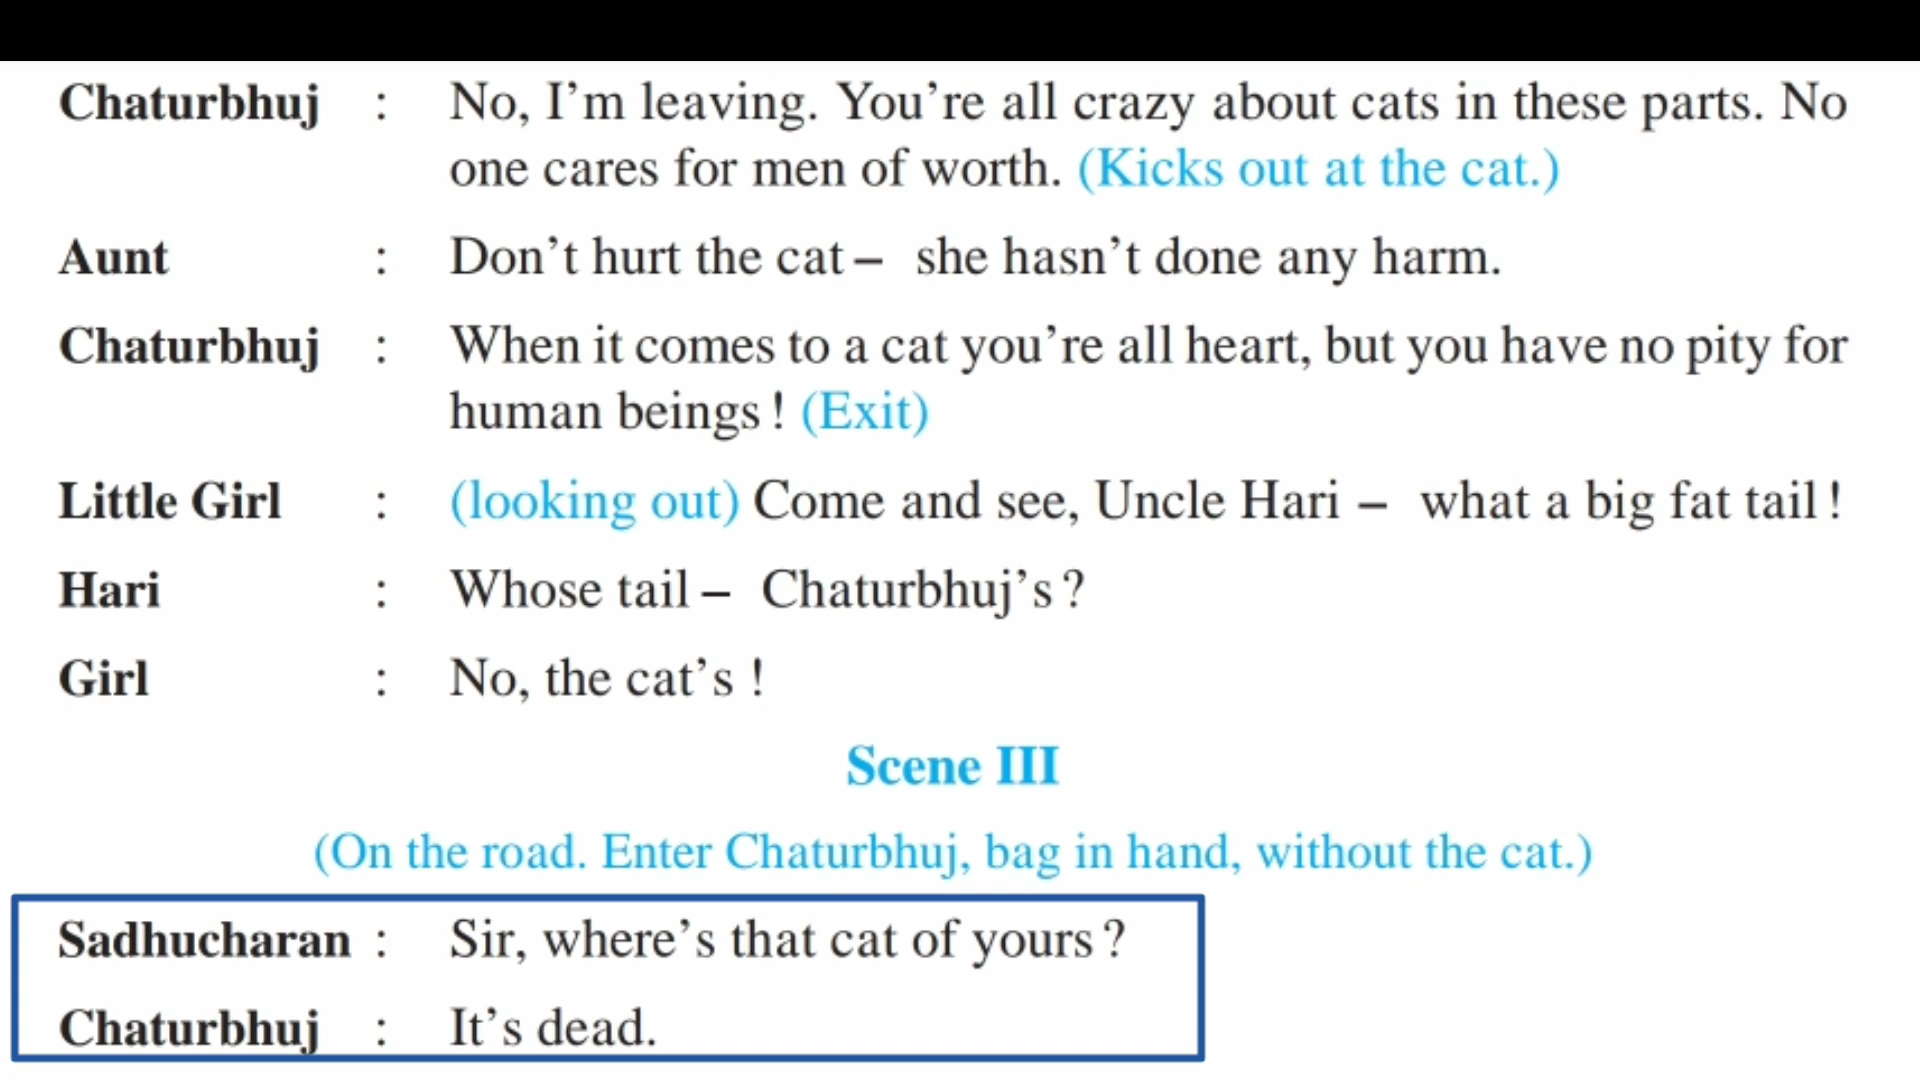 Chaturbhuj : No, I’m leaving. You’re all crazy about cats in these parts. No
one cares for men of worth. (Kicks out at the cat.)
Aunt : Don’t hurt the cat – she hasn’t done any harm.
Chaturbhuj : When it comes to a cat you’re all heart, but you have no pity for
human beings ! (Exit)
Little Girl : (looking out) Come and see, Uncle Hari – what a big fat tail !
Hari : Whose tail – Chaturbhuj’s ?
Girl : No, the cat’s !
Scene III
(On the road. Enter Chaturbhuj, bag in hand, without the cat.)
Sadhucharan : Sir, where’s that cat of yours ?
Chaturbhuj : It’s dead.